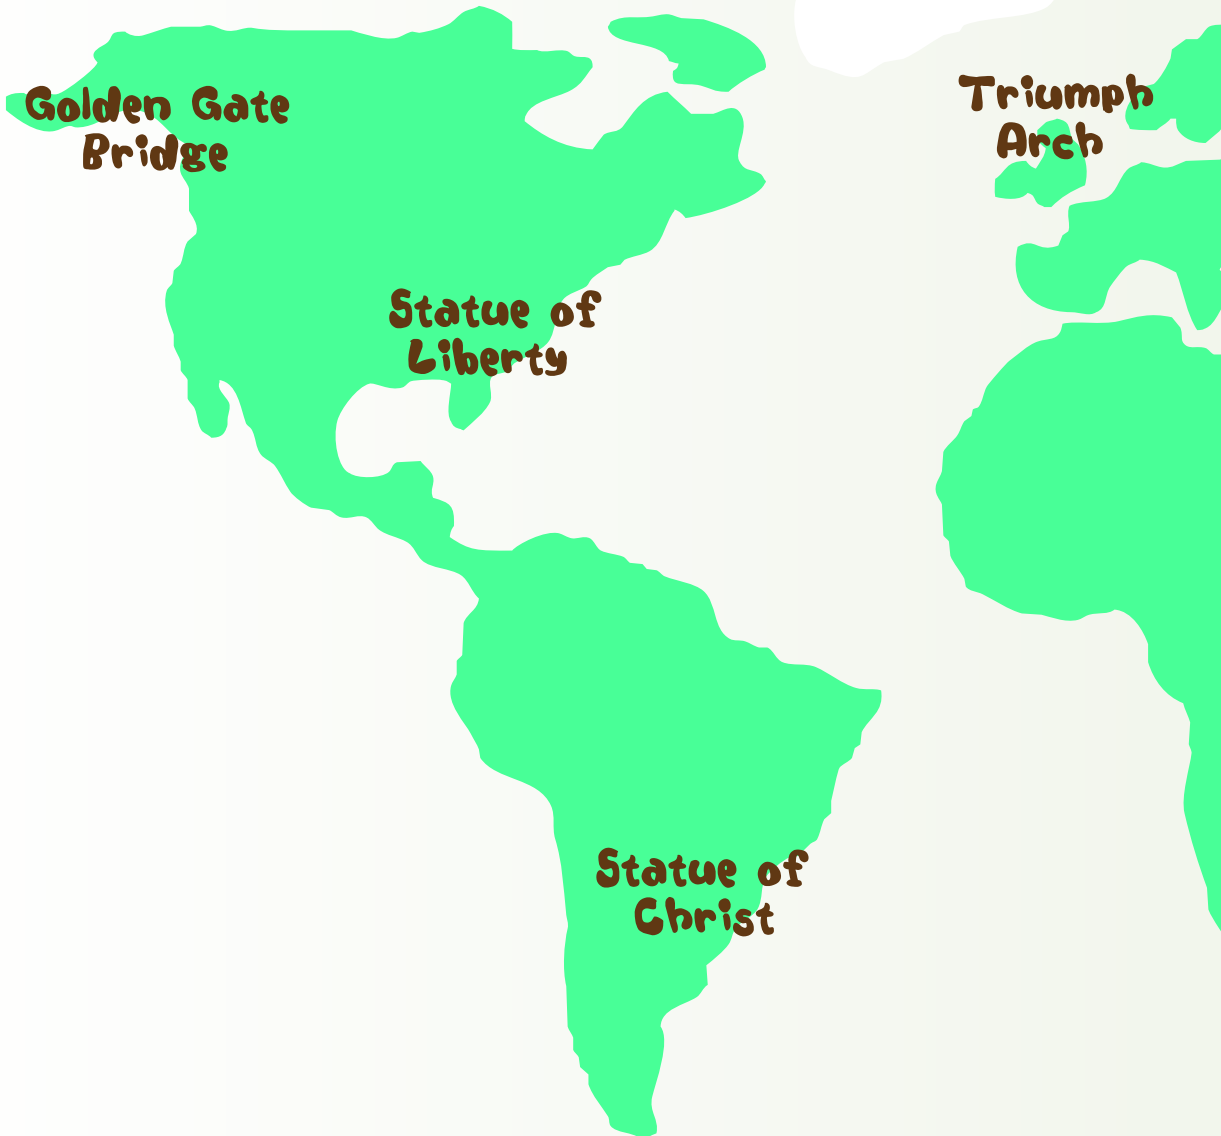 Golden Gate
Bridge
Triumph
Arch
Statue of
Liberty
Statue of
Christ